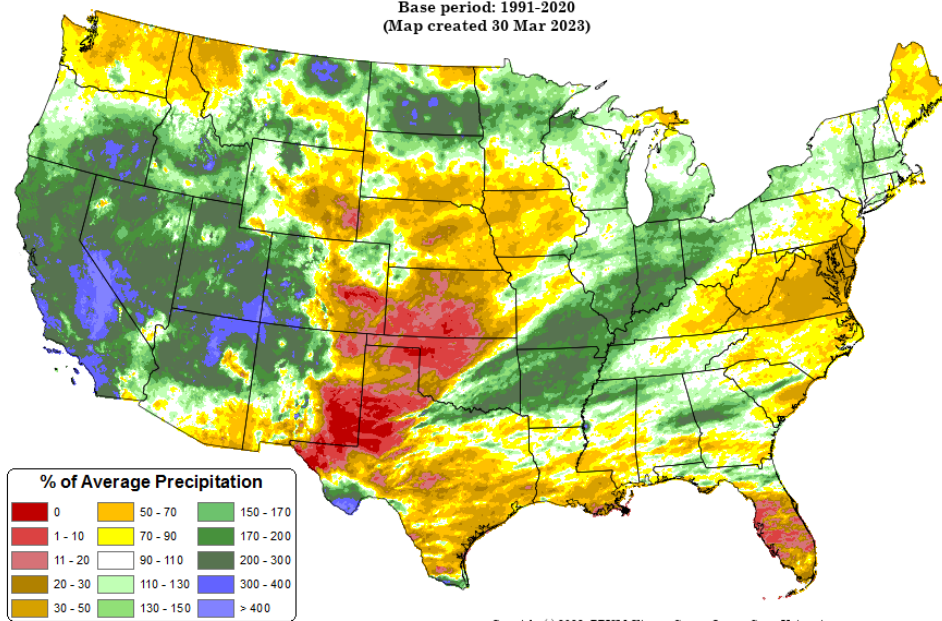 Base period: 1991-2020
(Map created 30 Mar 2023)
% of Average Precipitation
0
50 - 70
150 - 170
1 - 10
70 - 90
170 - 200
11 - 20
90 - 110
200 - 300
20 - 30
110 - 130
300 - 400
30 - 50
130 - 150
> 400